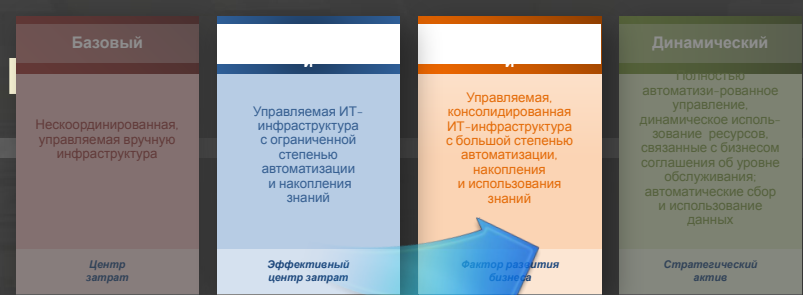 Базовый
Нескоординированная,
управляемая вручную
инфраструктура
Центр
затрат
Управляемая ИТ-
инфраструктура
с ограниченной
степенью
автоматизации
и накопления
знаний
Эффективный
центр затрат
Управляемая,
консолидированная
ИТ-инфраструктура
с большой степенью
автоматизации,
накопления
и использования
знаний
Фактор развития
бизнеса
Динамический
Полностью
автоматизи-рованное
управление,
динамическое исполь-
зование ресурсов,
связанные с бизнесом
соглашения об уровне
обслуживания;
автоматические сбор
и использование
данных
Стратегический
актив